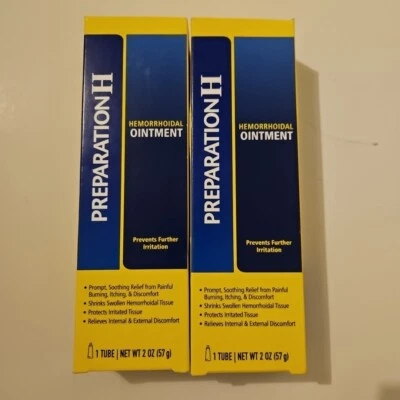 PREPARATION H
HEMORRHOIDAL
OINTMENT
Prevents Further
Irritation
• Prompt, Soothing Relief from Painful
Burning, Itching, & Discomfort
• Shrinks Swollen Hemorrhoidal Tissue
• Protects Irritated Tissue
• Relieves Internal & External Discomfort
1 TUBE | NET WT 2 OZ (57 g)
PREPARATION H
HEMORRHOIDAL
OINTMENT
Prevents Further
Irritation
• Prompt, Soothing Relief from Painful
Burning, Itching, & Discomfort
• Shrinks Swollen Hemorrhoidal Tissue
• Protects Irritated Tissue
• Relieves Internal & External Discomfort
1 TUBE | NET WT 2 OZ (57 g)